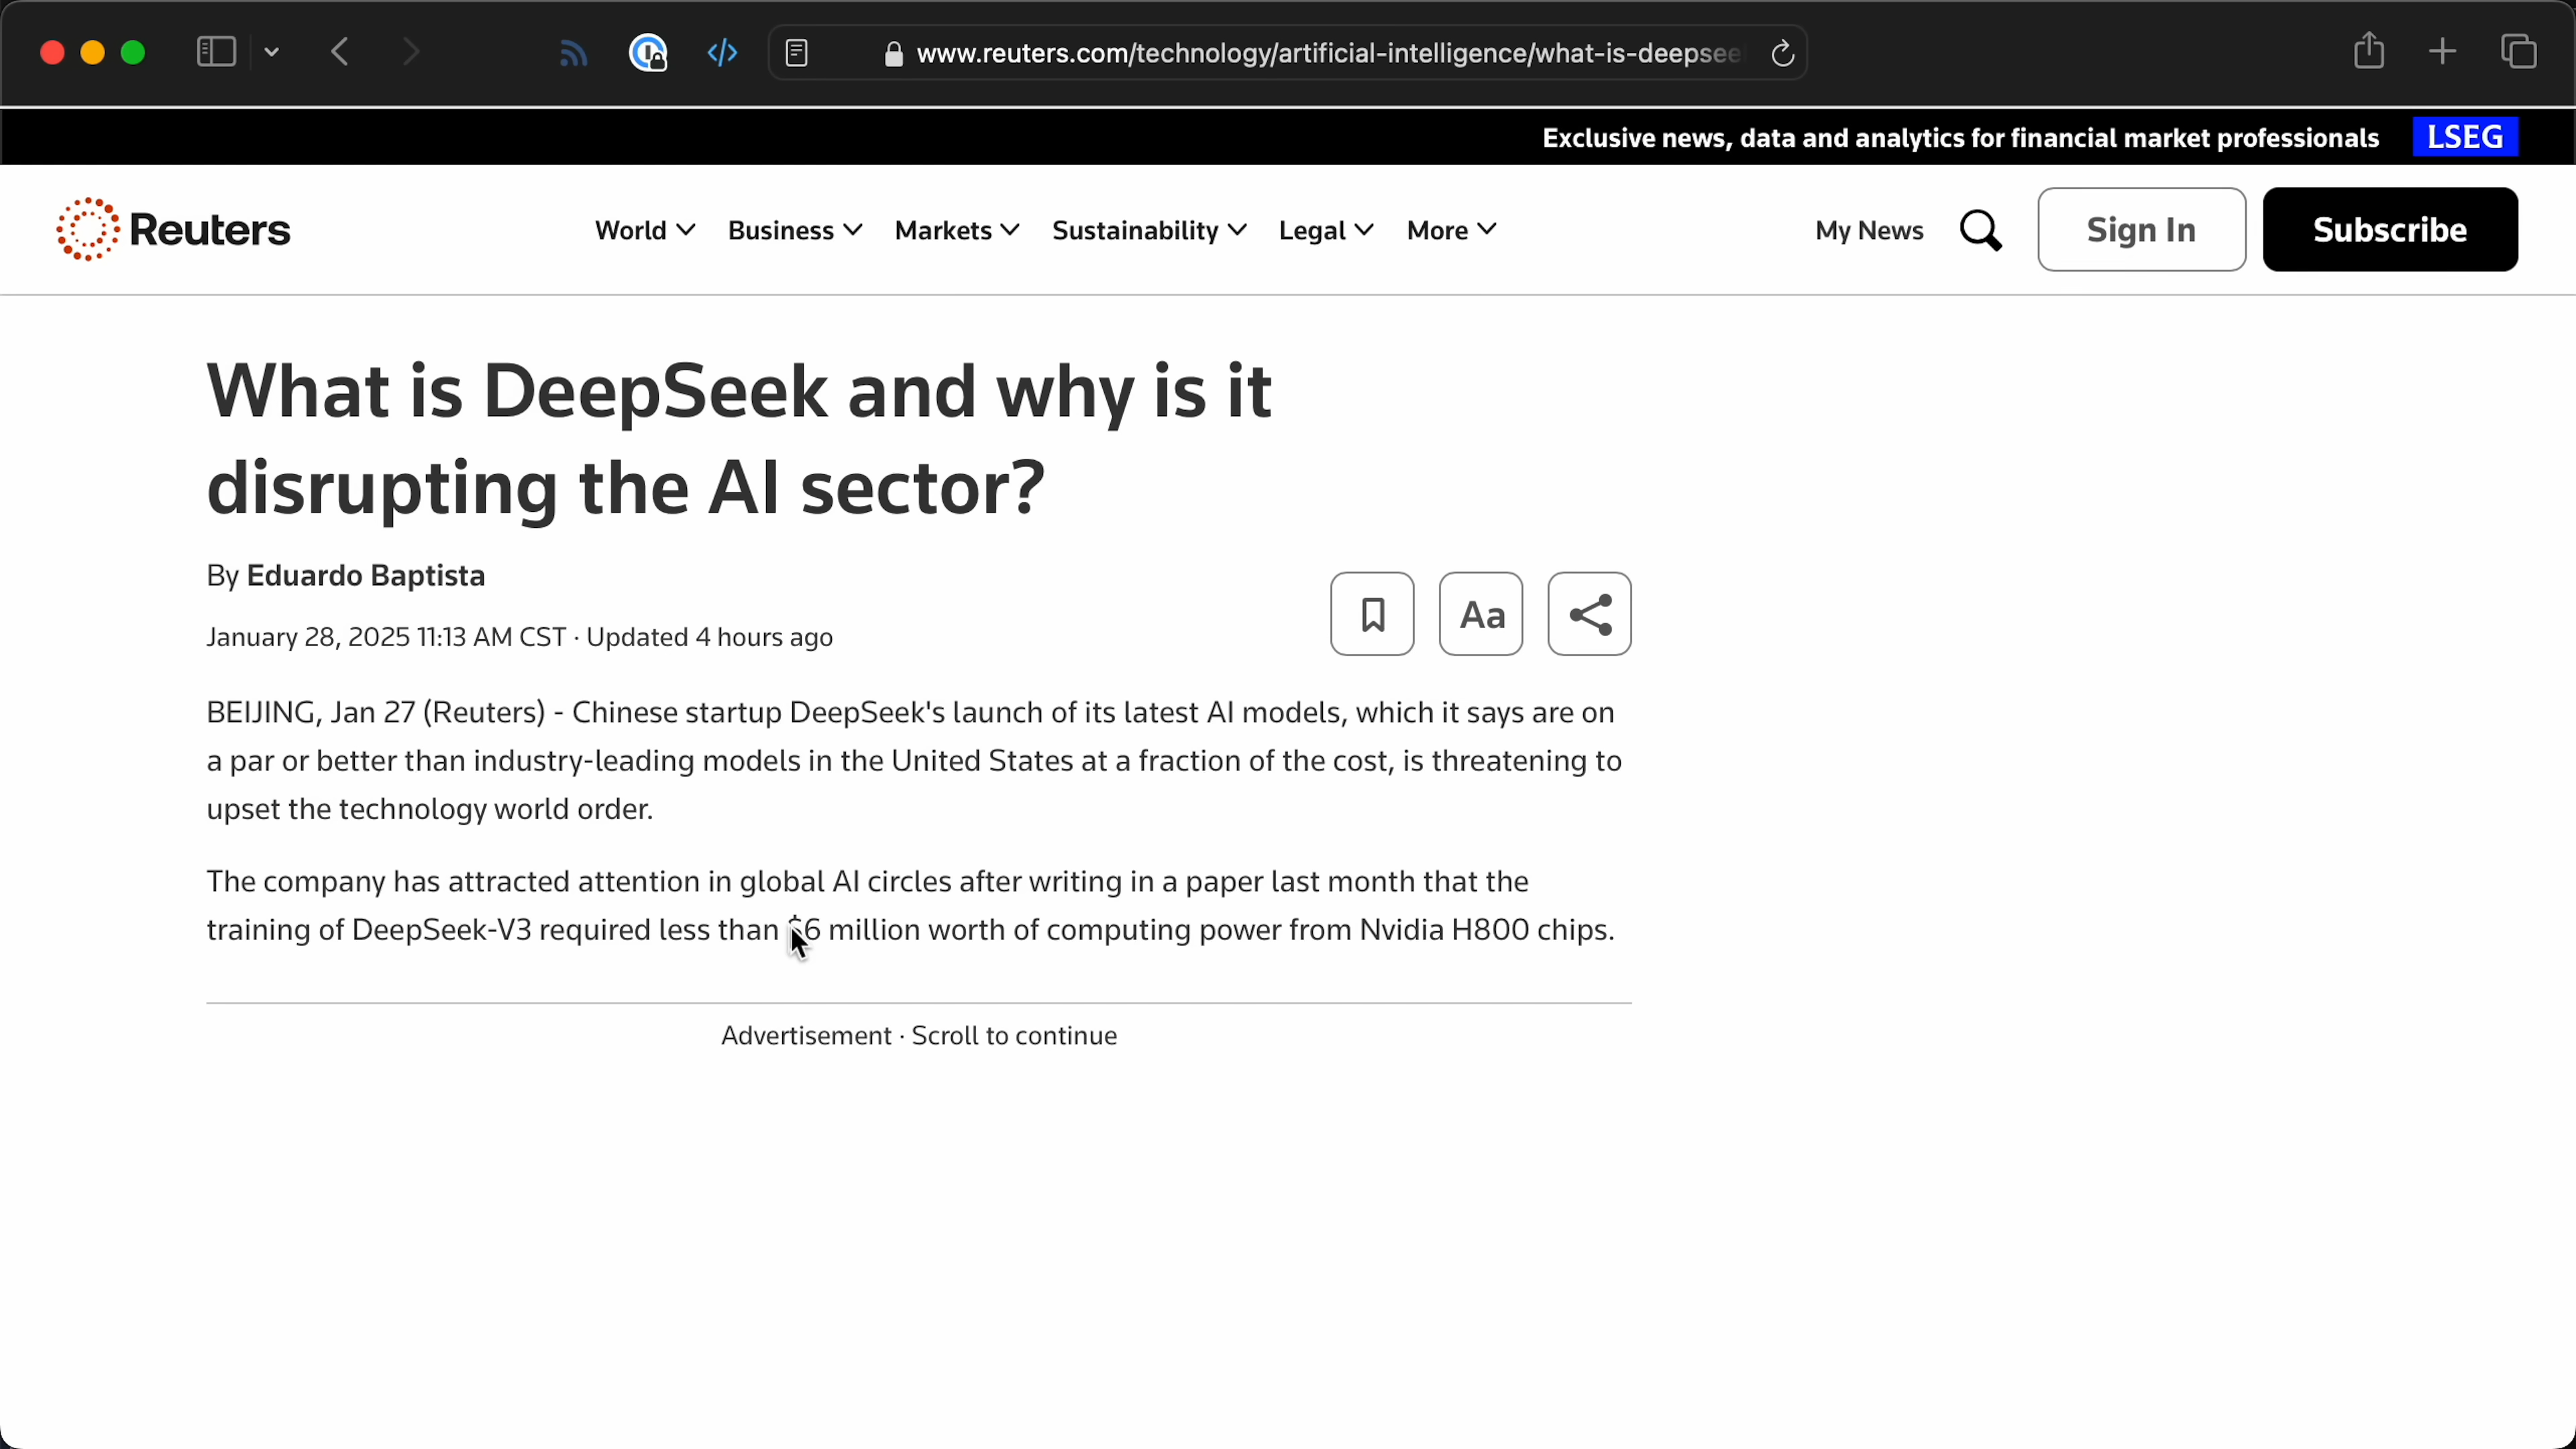 www.reuters.com/technology/artificial-intelligence/what-is-deepsee
Exclusive news, data and analytics for financial market professionals LSEG
Reuters World Business Markets Sustainability Legal More My News Sign In Subscribe
What is DeepSeek and why is it
disrupting the AI sector?
By Eduardo Baptista
January 28, 2025 11:13 AM CST · Updated 4 hours ago
Aa
BEIJING, Jan 27 (Reuters) - Chinese startup DeepSeek's launch of its latest AI models, which it says are on
a par or better than industry-leading models in the United States at a fraction of the cost, is threatening to
upset the technology world order.
The company has attracted attention in global AI circles after writing in a paper last month that the
training of DeepSeek-V3 required less than $6 million worth of computing power from Nvidia H800 chips.
Advertisement · Scroll to continue